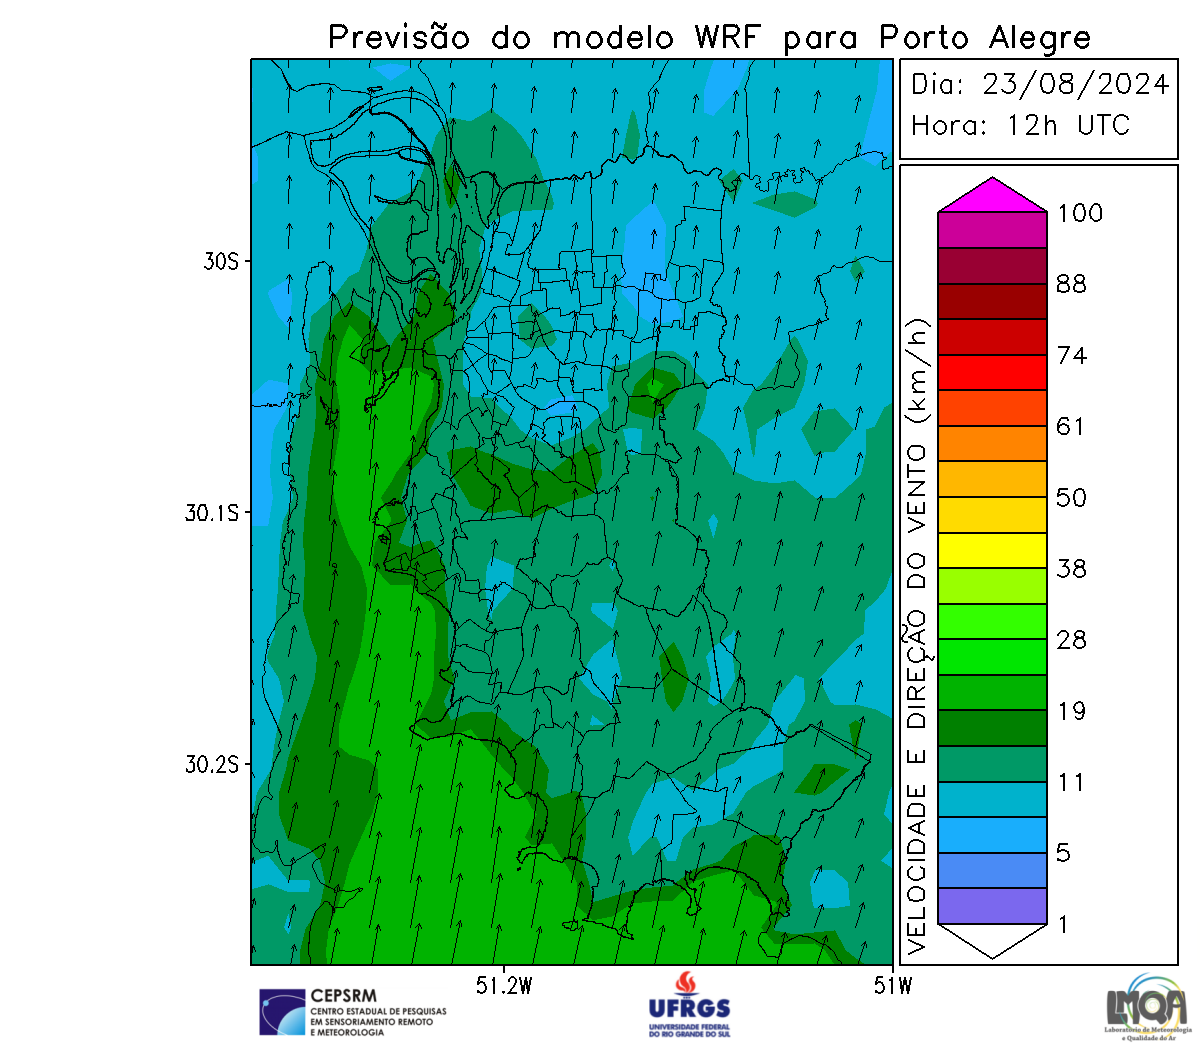 Previsão do modelo WRF para Porto Alegre
Dia: 23/08/2024
Hora: 12h UTC
30S
30.1S
30.2S
51.2W
51W
VELOCIDADE E DIREÇÃO DO VENTO (km/h)
100
88
74
61
50
38
28
19
11
5
1
CEPSRM
CENTRO ESTADUAL DE PESQUISAS
EM SENSORIAMENTO REMOTO
E METEOROLOGIA
UFRGS
UNIVERSIDADE FEDERAL
DO RIO GRANDE DO SUL
LMQA
Laboratório de Meteorologia
e Qualidade do Ar